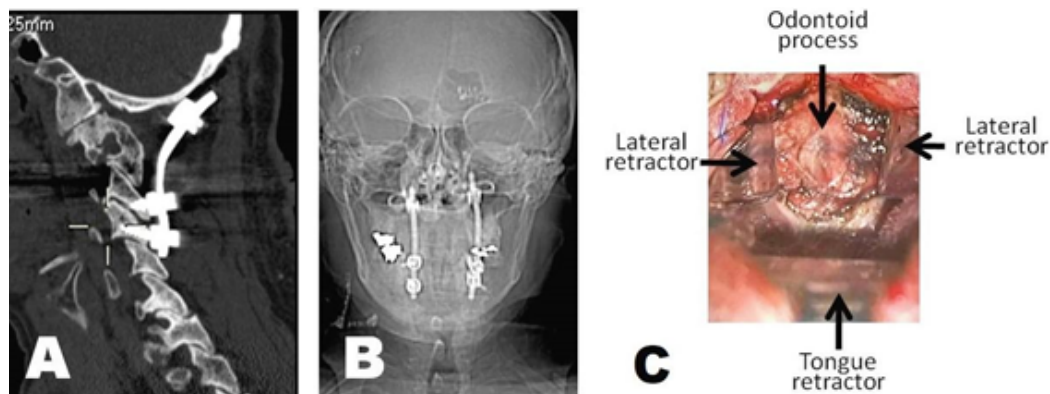 25mm
Odontoid
process
Lateral
retractor
Lateral
retractor
Tongue
retractor
A
B
C